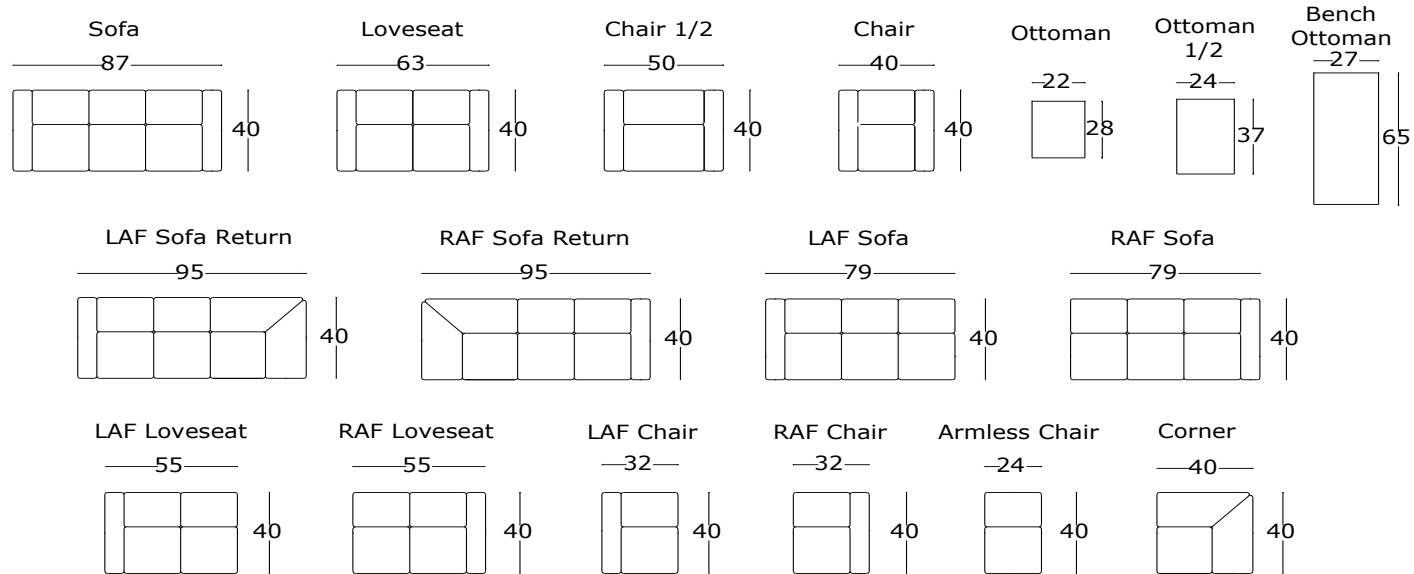 Sofa
87
40
Loveseat
63
40
Chair 1/2
50
40
Chair
40
40
Ottoman
22
28
Ottoman
1/2
24
37
Bench
Ottoman
27
65
LAF Sofa Return
95
40
RAF Sofa Return
95
40
LAF Sofa
79
40
RAF Sofa
79
40
LAF Loveseat
55
40
RAF Loveseat
55
40
LAF Chair
32
40
RAF Chair
32
40
Armless Chair
24
40
Corner
40
40